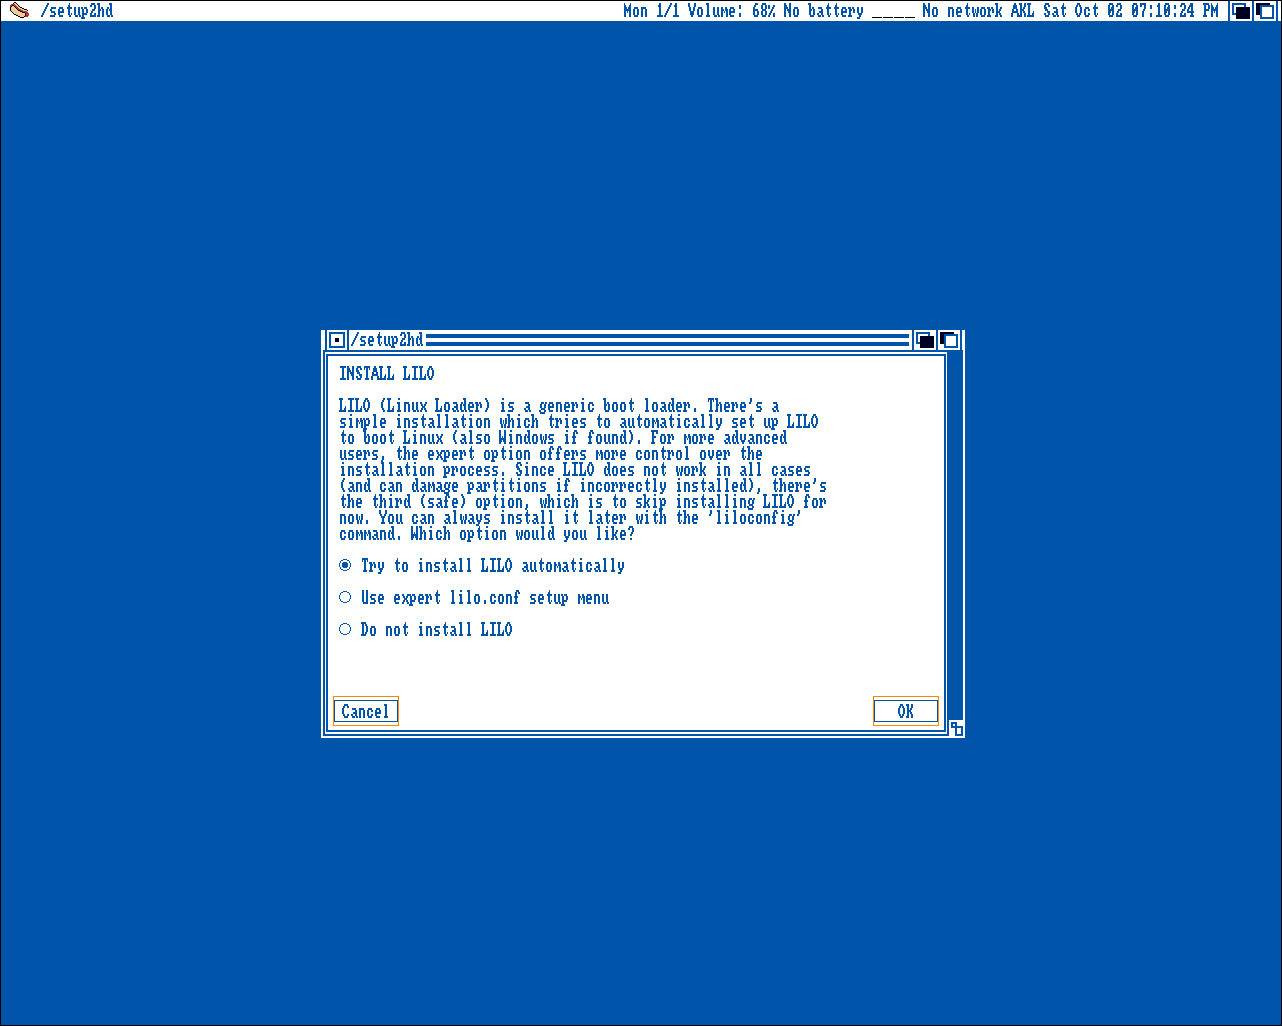 /setup2hd
Mon 1/1 Volume: 68% No battery ____ No network AKL Sat Oct 02 07:10:24 PM
/setup2hd
INSTALL LILO
LILO (Linux Loader) is a generic boot loader. There's a
simple installation which tries to automatically set up LILO
to boot Linux (also Windows if found). For more advanced
users, the expert option offers more control over the
installation process. Since LILO does not work in all cases
(and can damage partitions if incorrectly installed), there's
the third (safe) option, which is to skip installing LILO for
now. You can always install it later with the 'liloconfig'
command. Which option would you like?
Try to install LILO automatically
Use expert lilo.conf setup menu
Do not install LILO
Cancel
OK